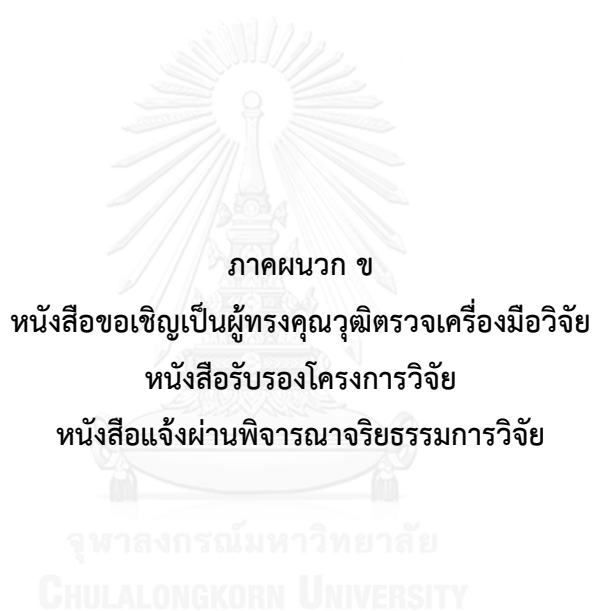 ภาคผนวก ข
หนังสือขอเชิญเป็นผู้ทรงคุณวุฒิตรวจเครื่องมือวิจัย
หนังสือรับรองโครงการวิจัย
หนังสือแจ้งผ่านพิจารณาจริยธรรมการวิจัย
จุฬาลงกรณ์มหาวิทยาลัย
CHULALONGKORN UNIVERSITY